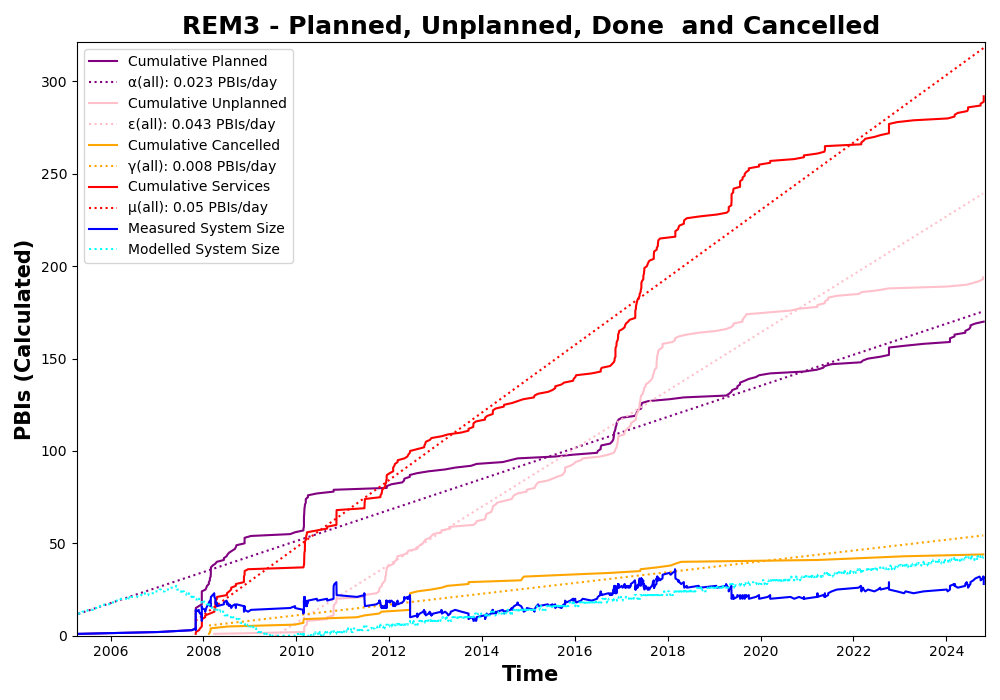 REM3 - Planned, Unplanned, Done  and Cancelled
Cumulative Planned
α(all): 0.023 PBIs/day
Cumulative Unplanned
ε(all): 0.043 PBIs/day
Cumulative Cancelled
γ(all): 0.008 PBIs/day
Cumulative Services
μ(all): 0.05 PBIs/day
Measured System Size
Modelled System Size
PBIs (Calculated)
300
250
200
150
100
50
0
2006 2008 2010 2012 2014 2016 2018 2020 2022 2024
Time